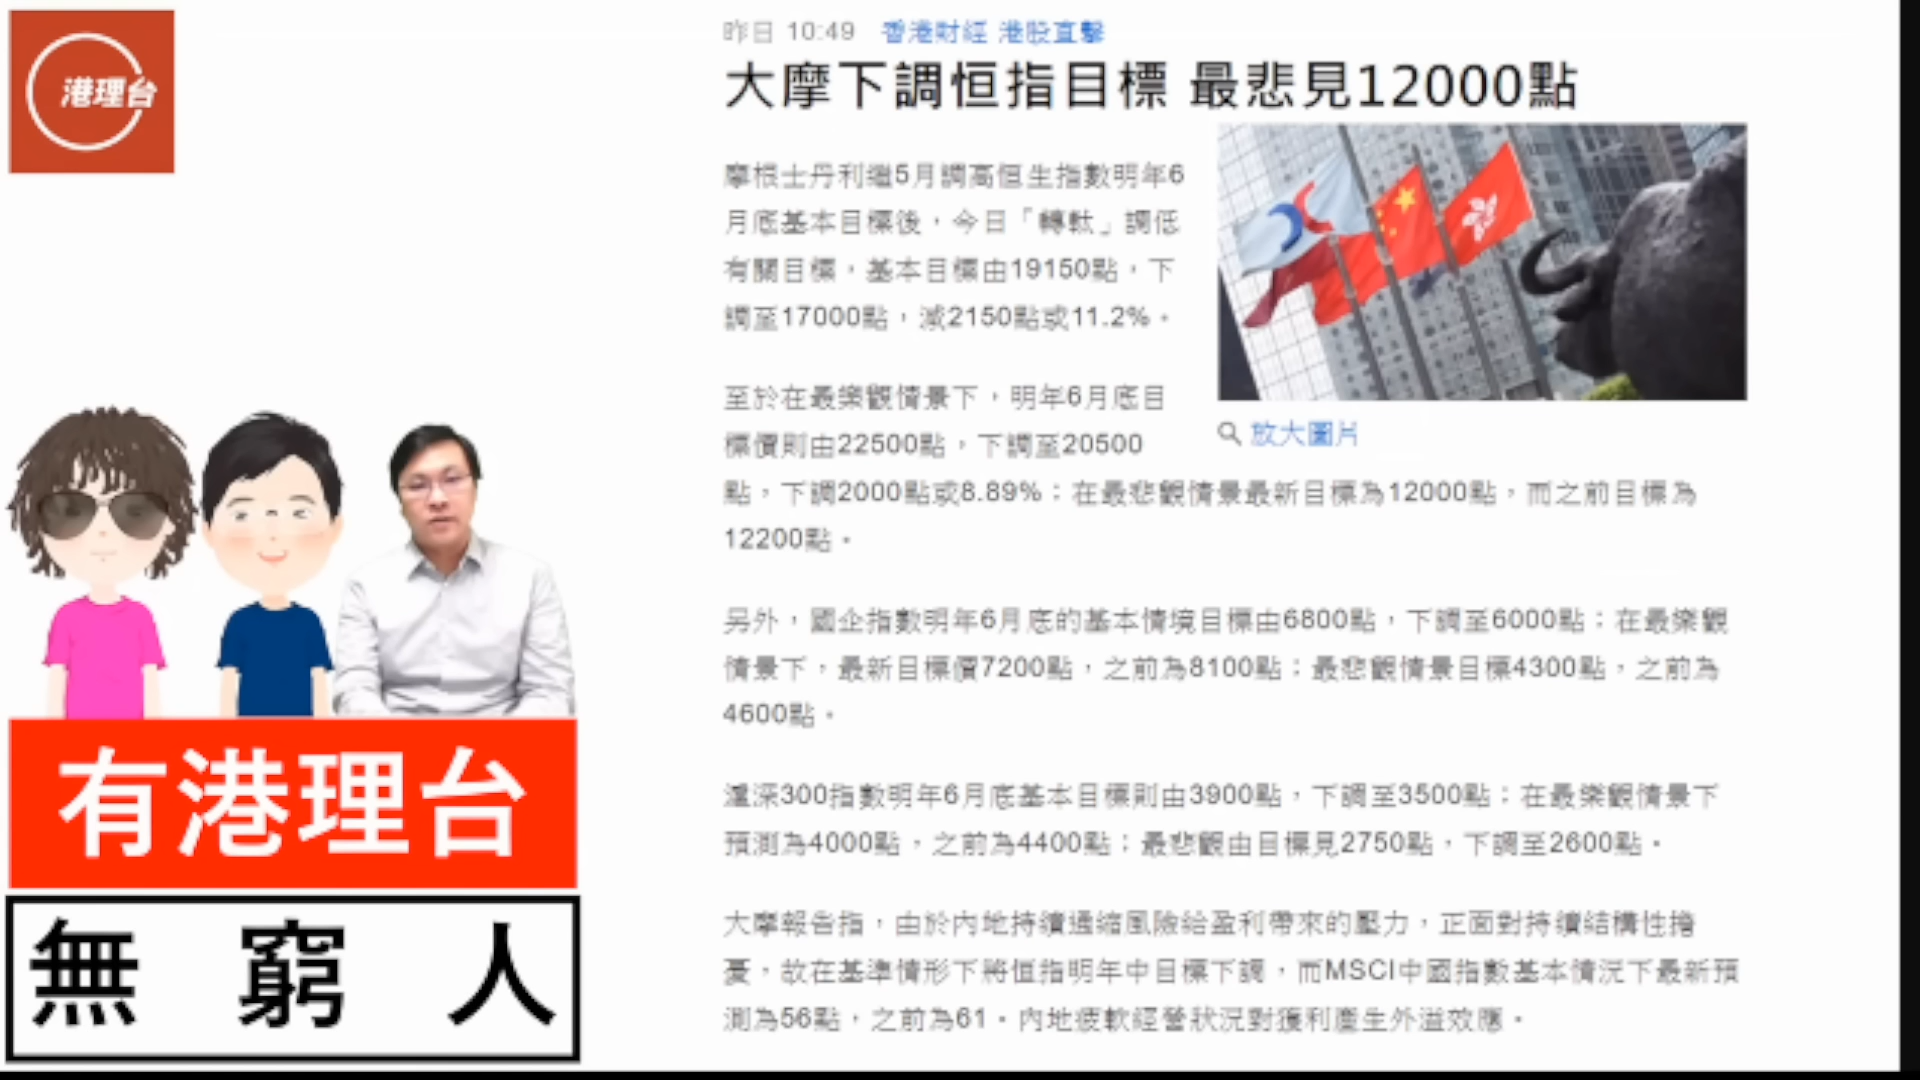 港理台
昨日 10:49 香港財經 港股直擊
大摩下調恒指目標 最悲見12000點
摩根士丹利繼5月調高恒生指數明年6
月底基本目標後，今日「轉軚」調低
有關目標，基本目標由19150點，下
調至17000點，減2150點或11.2%。
至於在最樂觀情景下，明年6月底目
標價則由22500點，下調至20500
點，下調2000點或8.89%；在最悲觀情景最新目標為12000點，而之前目標為
12200點。
放大圖片
另外，國企指數明年6月底的基本情境目標由6800點，下調至6000點；在最樂觀
情景下，最新目標價7200點，之前為8100點；最悲觀情景目標4300點，之前為
4600點。
滬深300指數明年6月底基本目標則由3900點，下調至3500點；在最樂觀情景下
預測為4000點，之前為4400點；最悲觀由目標見2750點，下調至2600點。
大摩報告指，由於內地持續通縮風險給盈利帶來的壓力，正面對持續結構性擔
憂，故在基準情形下將恒指明年中目標下調，而MSCI中國指數基本情況下最新預
測為56點，之前為61。內地疲軟經營狀況對獲利產生外溢效應。
有港理台
無窮人